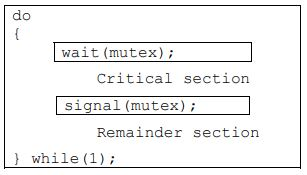 do
{
wait(mutex);
Critical section
signal(mutex);
Remainder section
} while(1);